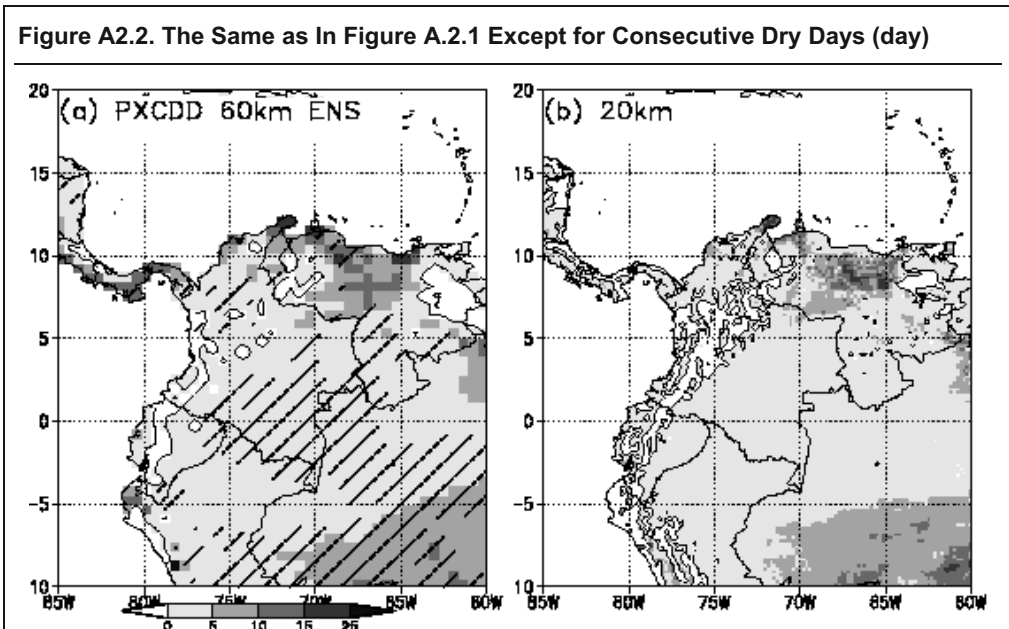 Figure A2.2. The Same as In Figure A.2.1 Except for Consecutive Dry Days (day)
(a) PXCDD 60km ENS
20
15
10
5
0
-5
10
85W 80W 75W 70W 65W 60W
0 5 10 15 25
(b) 20km
20
15
10
5
0
-5
10
85W 80W 75W 70W 65W 60W